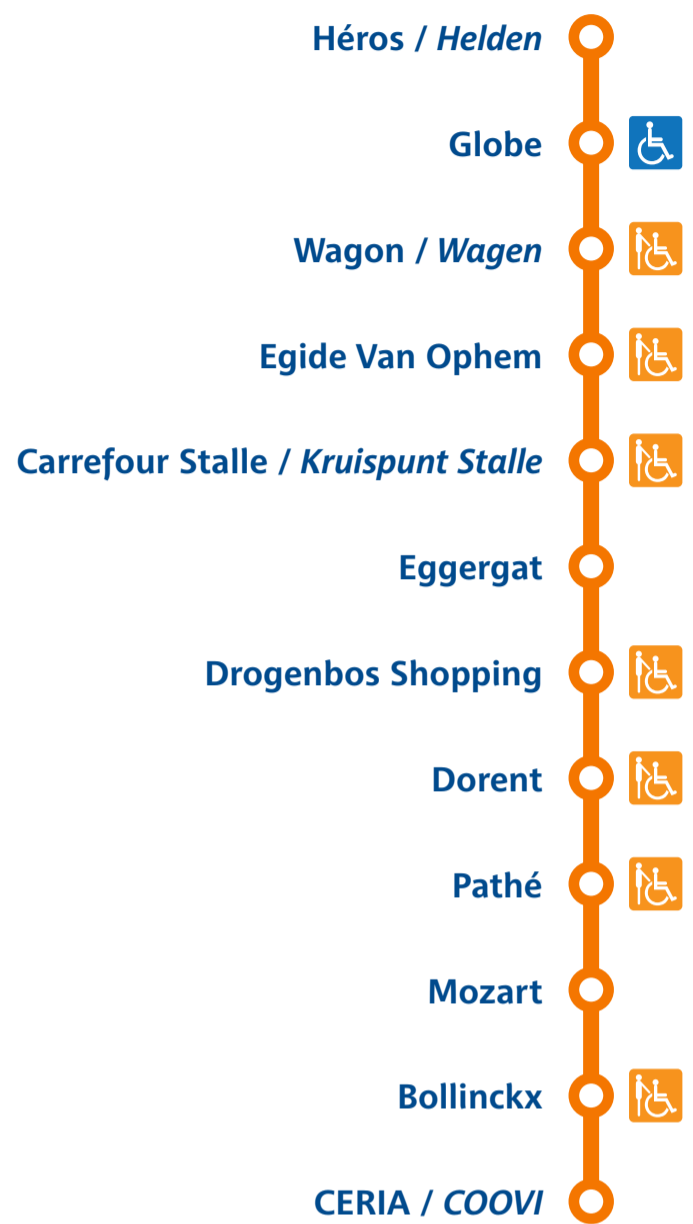 Héros / Helden
Globe
Wagon / Wagen
Egide Van Ophem
Carrefour Stalle / Kruispunt Stalle
Eggergat
Drogenbos Shopping
Dorent
Pathé
Mozart
Bollinckx
CERIA / COOVI